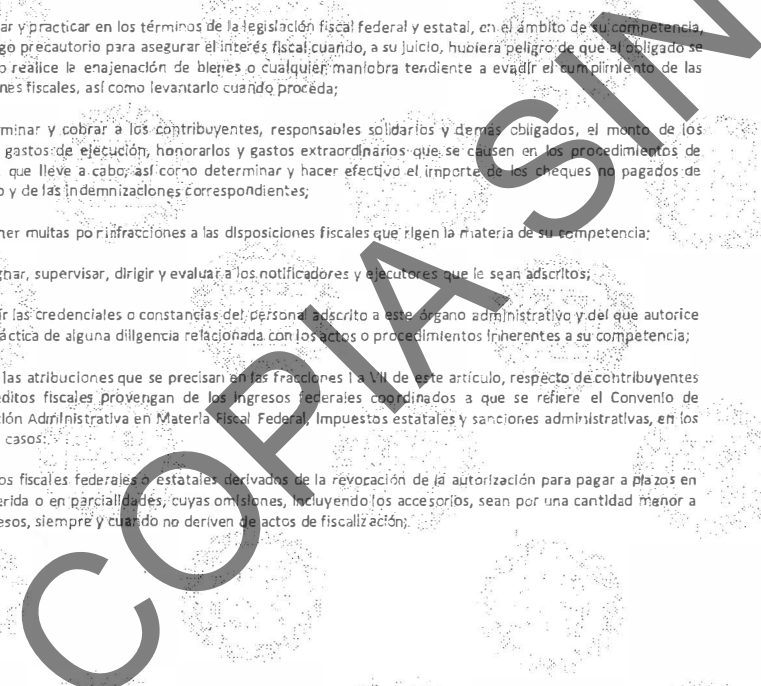 ar y practicar en los términos de la legislación fiscal federal y estatal, en el ámbito de su competencia,
go precautorio para asegurar el interés fiscal cuando, a su juicio, hubiera peligro de que el obligado se
o realice la enajenación de bienes o cualquier maniobra tendiente a evadir el cumplimiento de las
nes fiscales, así como levantarlo cuando proceda;
minar y cobrar a los contribuyentes, responsables solidarios y demás obligados, el monto de los
gastos de ejecución, honorarios y gastos extraordinarios que se causen en los procedimientos de
que lleve a cabo, así como determinar y hacer efectivo el importe de los cheques no pagados de
o y de las indemnizaciones correspondientes;
ner multas por infracciones a las disposiciones fiscales que rigen la materia de su competencia;
gnar, supervisar, dirigir y evaluar a los notificadores y ejecutores que le sean adscritos;
ir las credenciales o constancias del personal adscrito a este órgano administrativo y del que autorice
áctica de alguna diligencia relacionada con los actos o procedimientos inherentes a su competencia;
las atribuciones que se precisan en las fracciones I a VII de este artículo, respecto de contribuyentes
éditos fiscales provengan de los ingresos federales coordinados a que se refiere el Convenio de
ción Administrativa en Materia Fiscal Federal, Impuestos estatales y sanciones administrativas, en los
casos:
os fiscales federales o estatales derivados de la revocación de la autorización para pagar a plazos en
erida o en parcialidades, cuyas omisiones, incluyendo los accesorios, sean por una cantidad menor a
esos, siempre y cuando no deriven de actos de fiscalización;
COPIA SIN